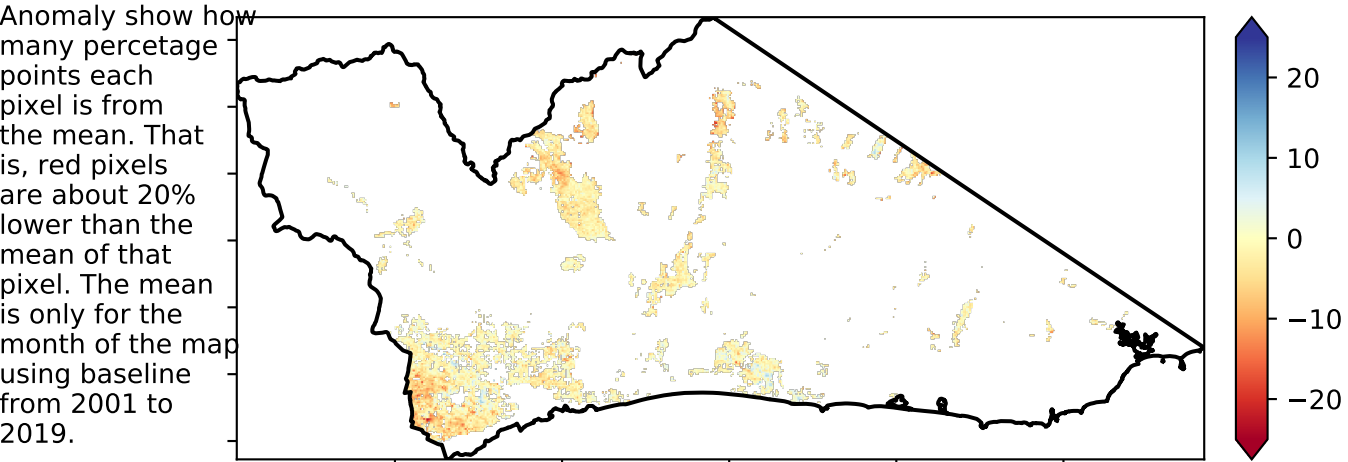 Anomaly show how
many percetage
points each
pixel is from
the mean. That
is, red pixels
are about 20%
lower than the
mean of that
pixel. The mean
is only for the
month of the map
using baseline
from 2001 to
2019.
20
10
0
−10
−20